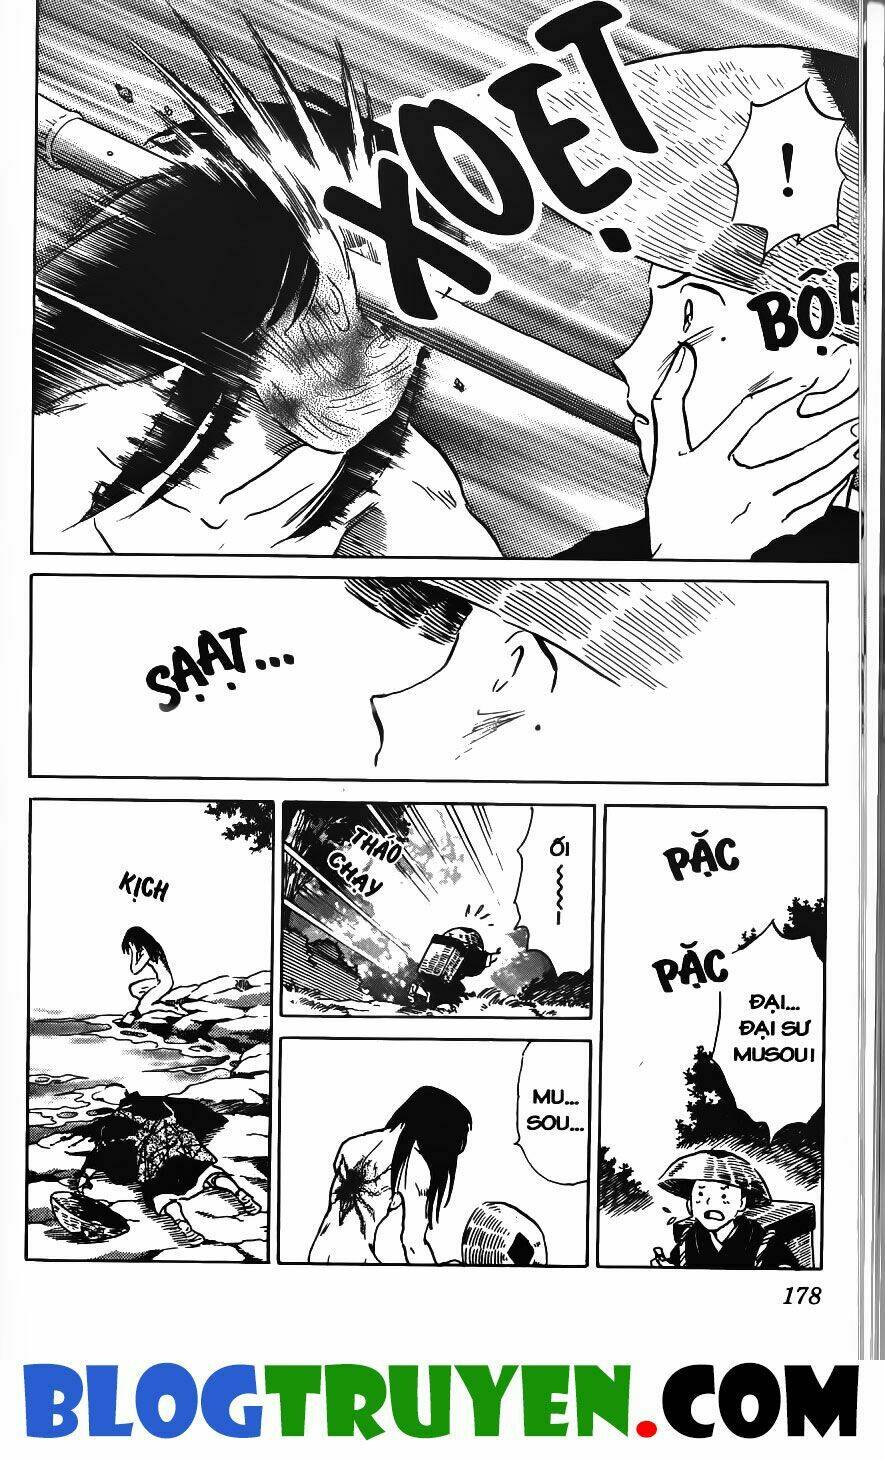 XOẸT
!
BỘP
SẠẠT...
PẶC
PẶC
ĐẠI...
ĐẠI SƯ
MUSOU!
ỐI
THÁO
CHẠY
MU...
SOU...
KỊCH
178
BLOGTRUYEN.COM